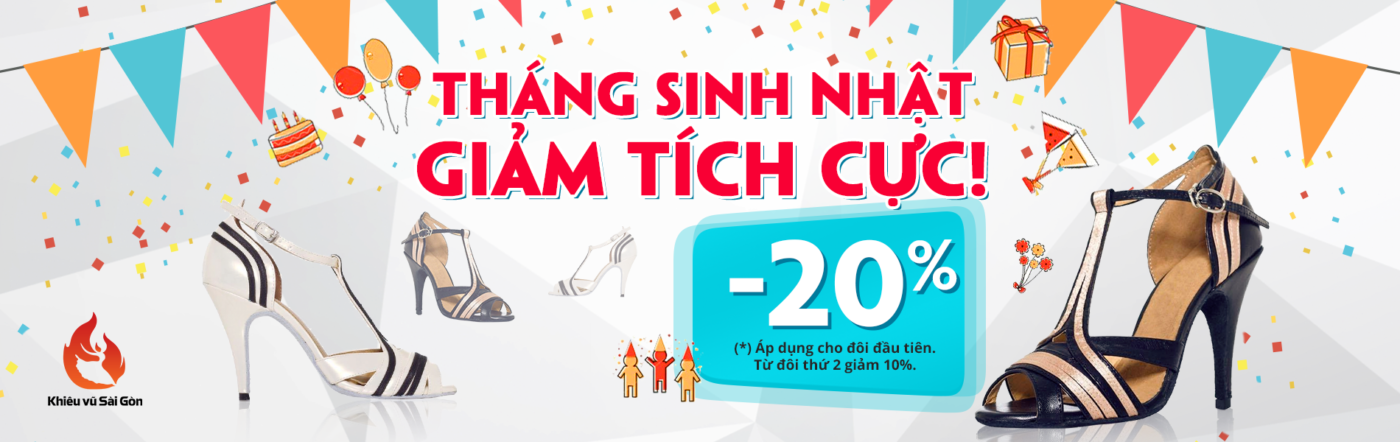 THÁNG SINH NHẬT
GIẢM TÍCH CỰC!
-20%
(*) Áp dụng cho đôi đầu tiên.
Từ đôi thứ 2 giảm 10%.
Khiêu vũ Sài Gòn